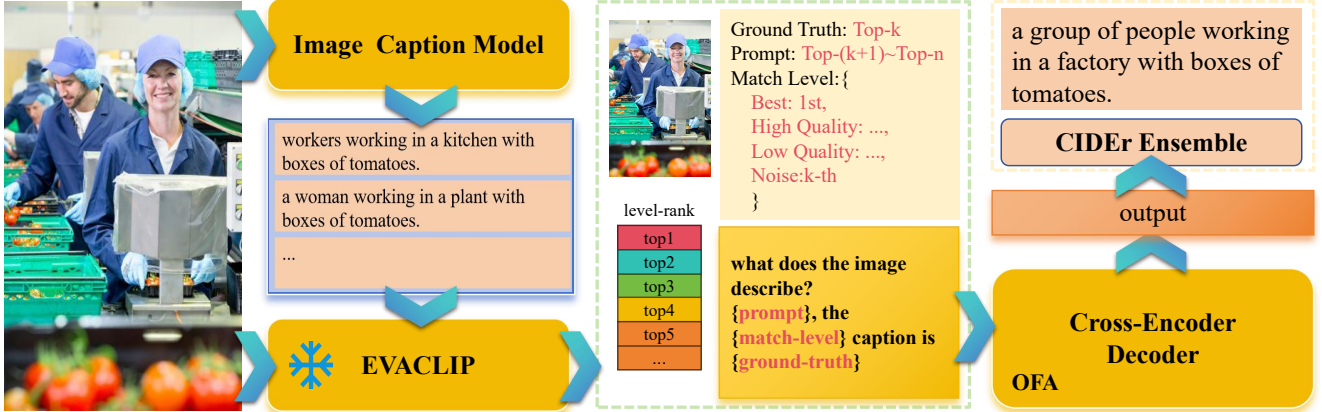 Image Caption Model
workers working in a kitchen with
boxes of tomatoes.
a woman working in a plant with
boxes of tomatoes.
...
EVACLIP
Ground Truth: Top-k
Prompt: Top-(k+1)~Top-n
Match Level:{
Best: 1st,
High Quality: ...,
Low Quality: ...,
Noise:k-th
}
level-rank
top1
top2
top3
top4
top5
...
what does the image
describe?
{prompt}, the
{match-level} caption is
{ground-truth}
a group of people working
in a factory with boxes of
tomatoes.
CIDEr Ensemble
output
Cross-Encoder
Decoder
OFA